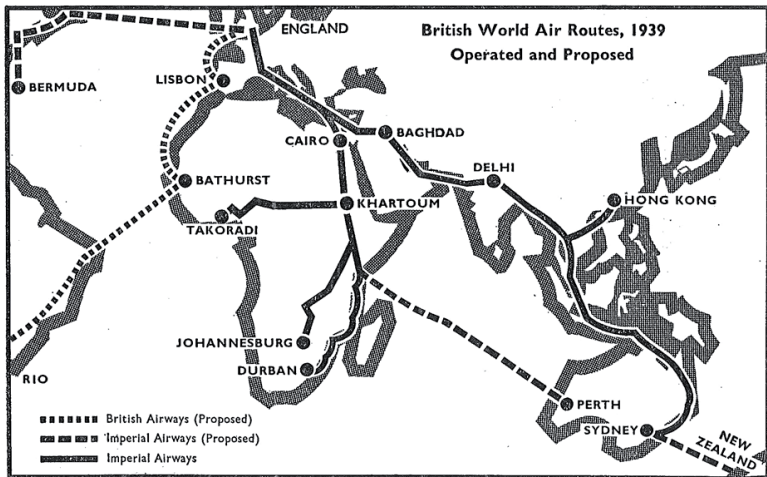 British World Air Routes, 1939
Operated and Proposed
ENGLAND
BERMUDA
LISBON
CAIRO
BAGHDAD
DELHI
BATHURST
KHARTOUM
HONG KONG
TAKORADI
JOHANNESBURG
DURBAN
RIO
PERTH
SYDNEY
NEW
ZEALAND
British Airways (Proposed)
Imperial Airways (Proposed)
Imperial Airways